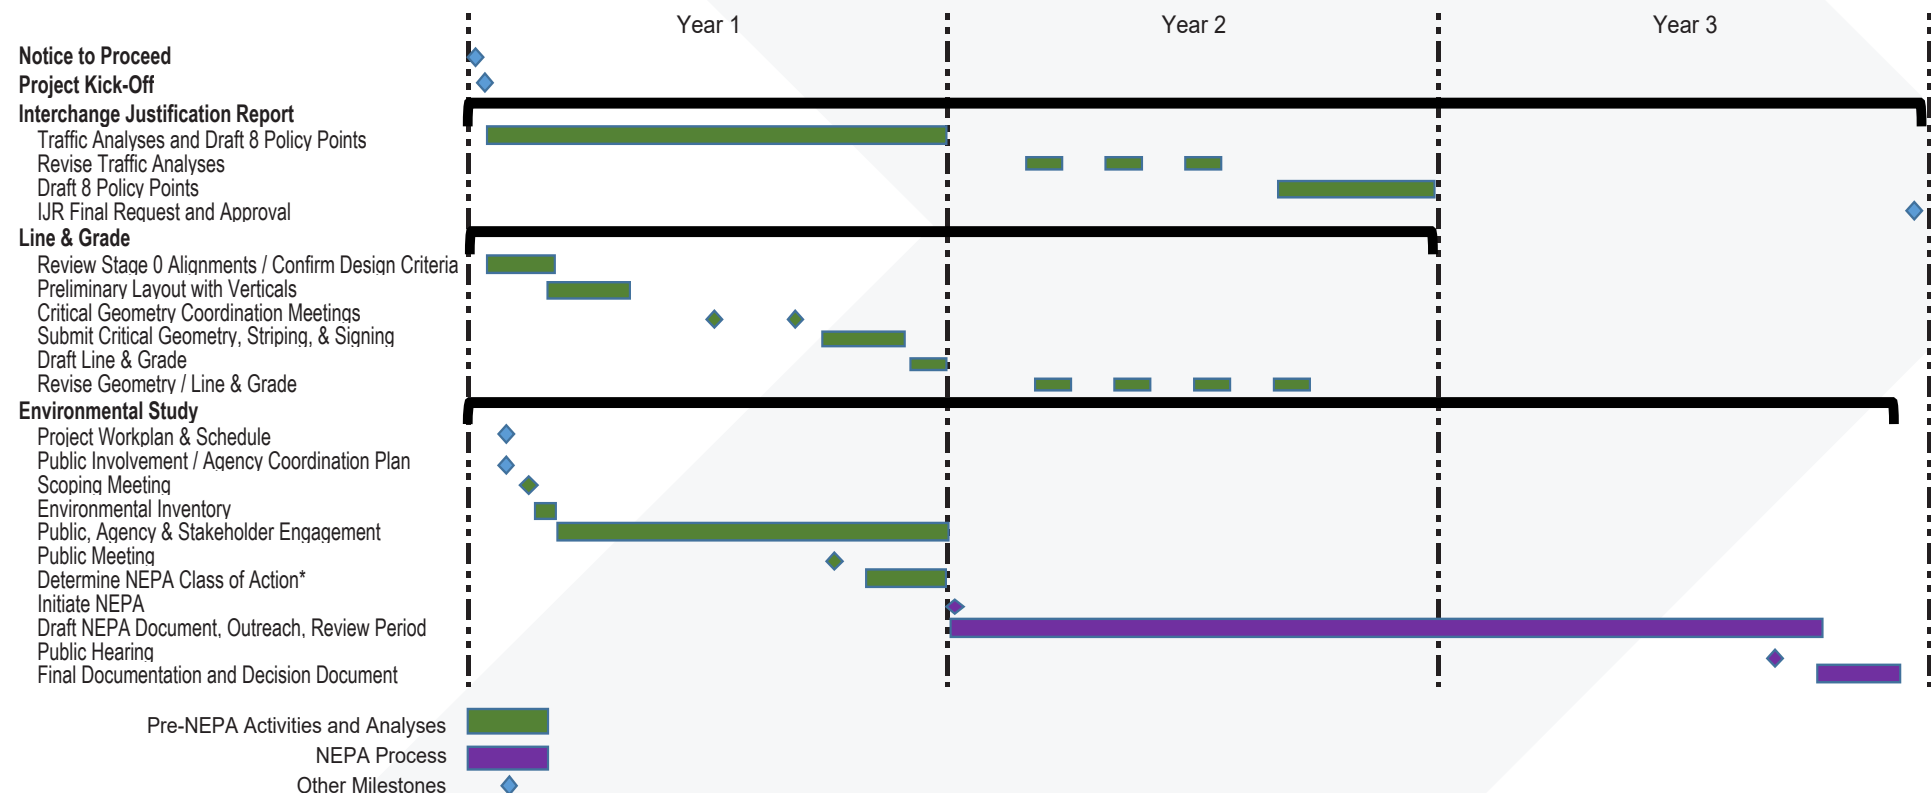 Year 1
Year 2
Year 3
Notice to Proceed
Project Kick-Off
Interchange Justification Report
Traffic Analyses and Draft 8 Policy Points
Revise Traffic Analyses
Draft 8 Policy Points
IJR Final Request and Approval
Line & Grade
Review Stage 0 Alignments / Confirm Design Criteria
Preliminary Layout with Verticals
Critical Geometry Coordination Meetings
Submit Critical Geometry, Striping, & Signing
Draft Line & Grade
Revise Geometry / Line & Grade
Environmental Study
Project Workplan & Schedule
Public Involvement / Agency Coordination Plan
Scoping Meeting
Environmental Inventory
Public, Agency & Stakeholder Engagement
Public Meeting
Determine NEPA Class of Action*
Initiate NEPA
Draft NEPA Document, Outreach, Review Period
Public Hearing
Final Documentation and Decision Document
Pre-NEPA Activities and Analyses
NEPA Process
Other Milestones